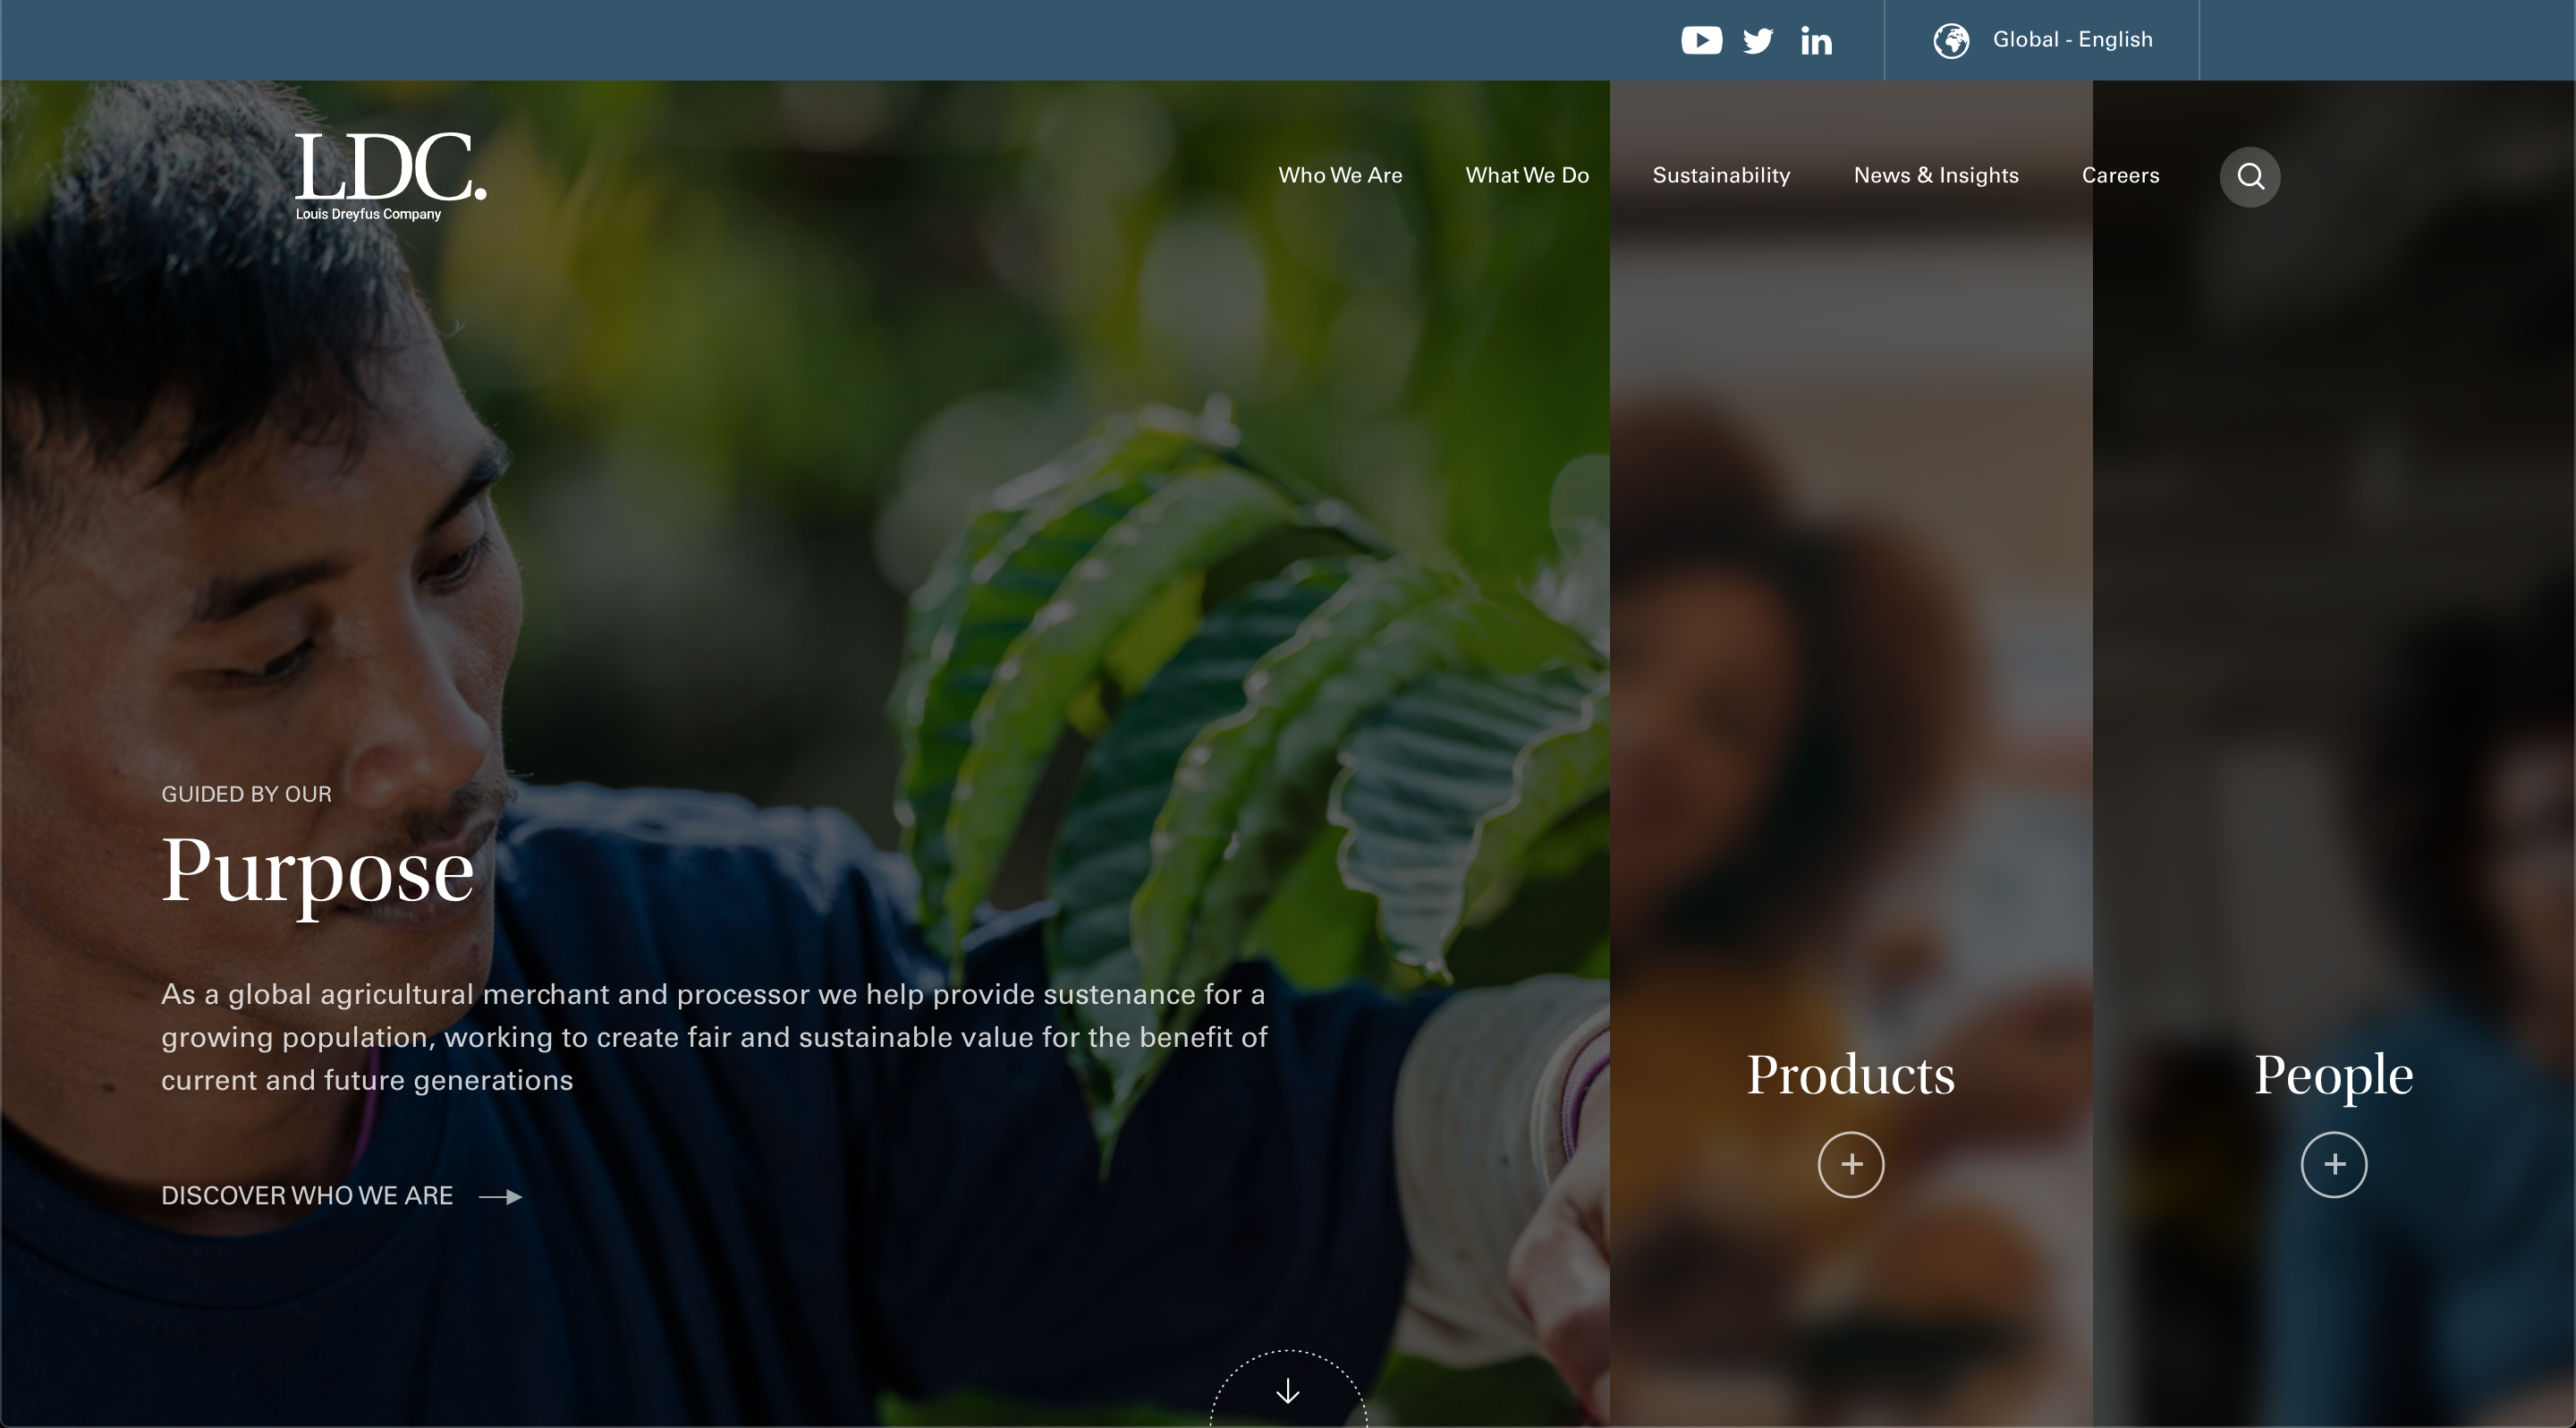 Global - English
LDC.
Louis Dreyfus Company
Who We Are
What We Do
Sustainability
News & Insights
Careers
GUIDED BY OUR
Purpose
As a global agricultural merchant and processor we help provide sustenance for a
growing population, working to create fair and sustainable value for the benefit of
current and future generations
DISCOVER WHO WE ARE
Products
People